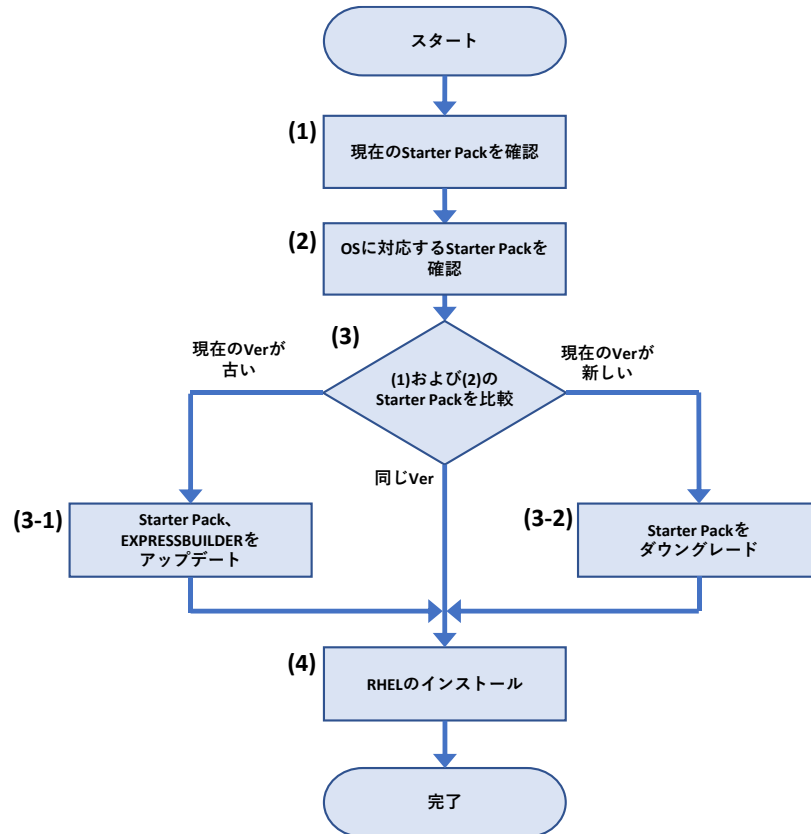 スタート
(1)
現在のStarter Packを確認
(2)
OSに対応するStarter Packを
確認
(3)
現在のVerが
古い
(1)および(2)の
Starter Packを比較
現在のVerが
新しい
同じVer
(3-1)
Starter Pack、
EXPRESSBUILDERを
アップデート
(3-2)
Starter Packを
ダウングレード
(4)
RHELのインストール
完了